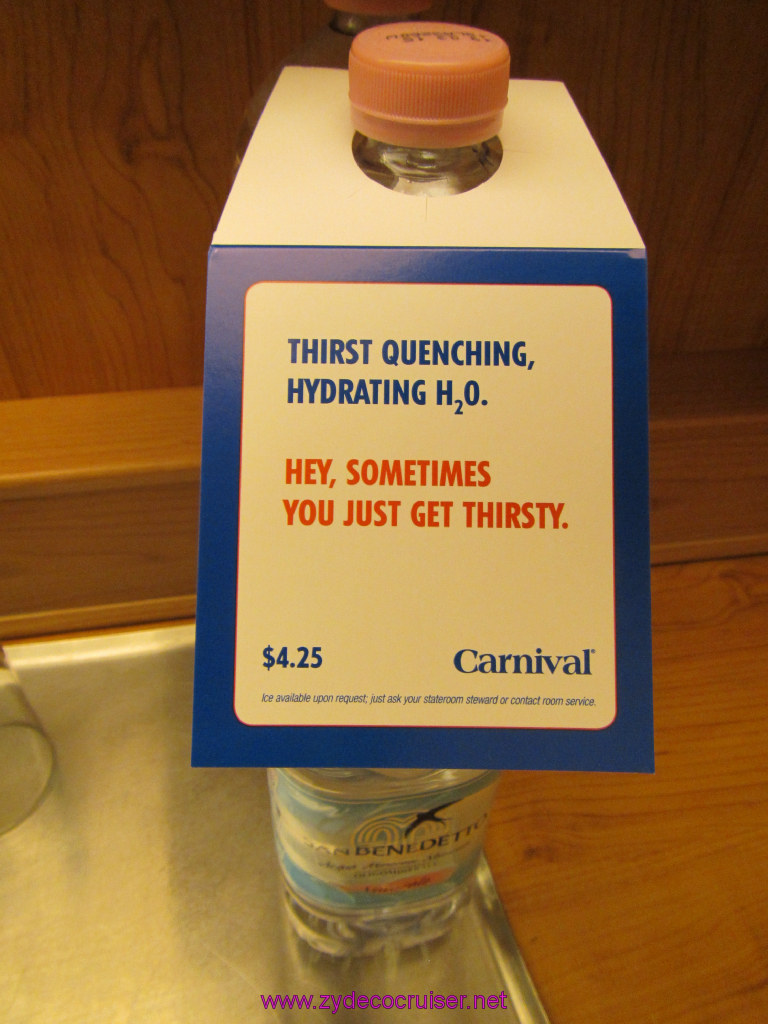 THIRST QUENCHING,
HYDRATING H₂O.
HEY, SOMETIMES
YOU JUST GET THIRSTY.
$4.25
Carnival®
Ice available upon request; just ask your stateroom steward or contact room service.
SAN BENEDETTO
www.zydecocruiser.net